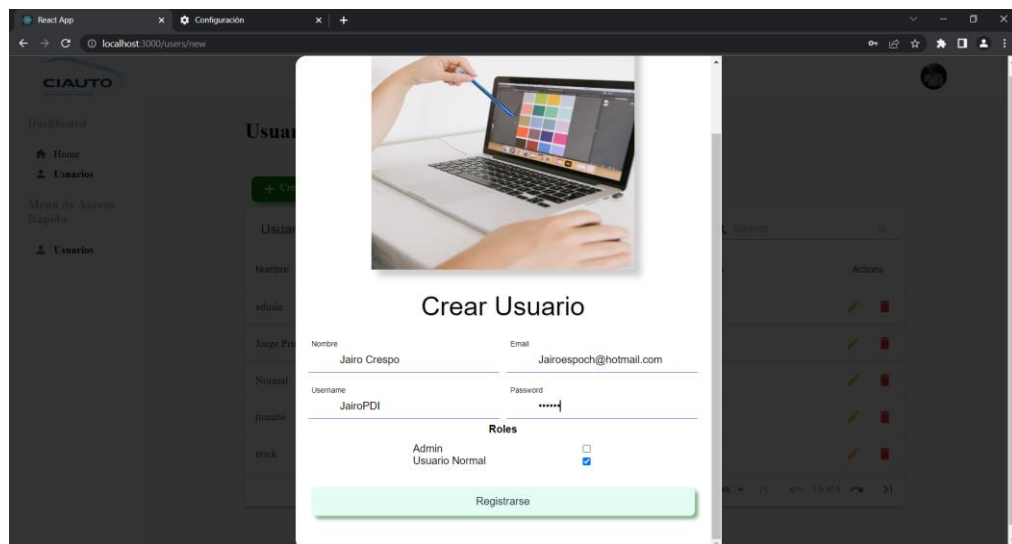 React App
Configuración
localhost:3000/users/new
CIAUTO
Dashboard
Home
Usuarios
Menu de Acceso
Rapido
Usuarios
Usuar
+ Cre
Usuar
Search
Nombre
Actions
admin
Jorge Pru
Normal
juanito
erick
Crear Usuario
Nombre
Email
Jairo Crespo
Jairoespoch@hotmail.com
Username
Password
JairoPDI
••••••
Roles
Admin
Usuario Normal
Registrarse